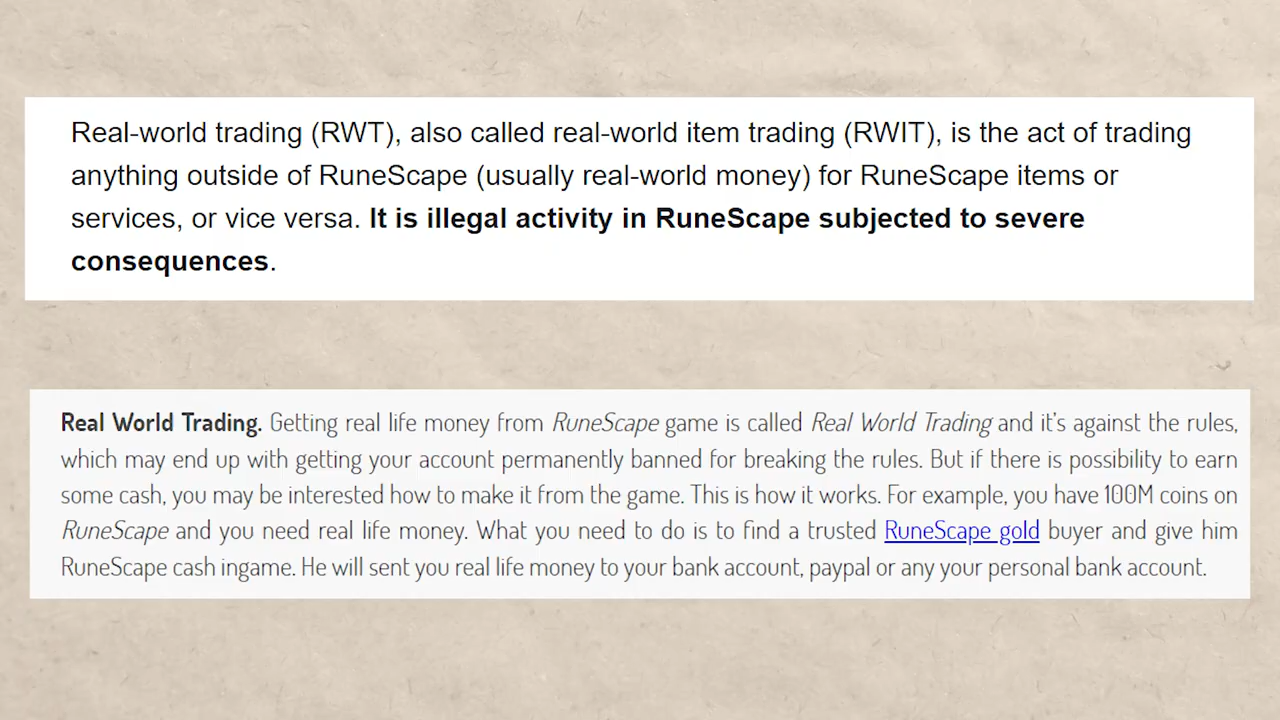 Real-world trading (RWT), also called real-world item trading (RWIT), is the act of trading
anything outside of RuneScape (usually real-world money) for RuneScape items or
services, or vice versa. It is illegal activity in RuneScape subjected to severe
consequences.
Real World Trading. Getting real life money from RuneScape game is called Real World Trading and it's against the rules,
which may end up with getting your account permanently banned for breaking the rules. But if there is possibility to earn
some cash, you may be interested how to make it from the game. This is how it works. For example, you have 100M coins on
RuneScape and you need real life money. What you need to do is to find a trusted RuneScape gold buyer and give him
RuneScape cash ingame. He will sent you real life money to your bank account, paypal or any your personal bank account.